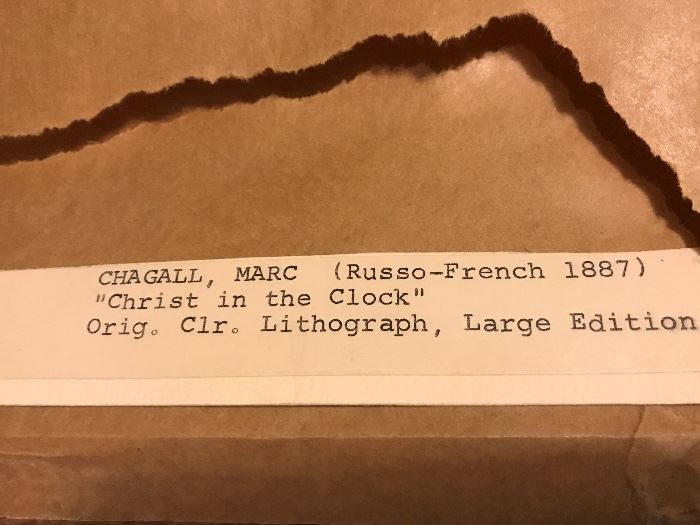 CHAGALL, MARC (Russo-French 1887)
"Christ in the Clock"
Orig. Clr. Lithograph, Large Edition